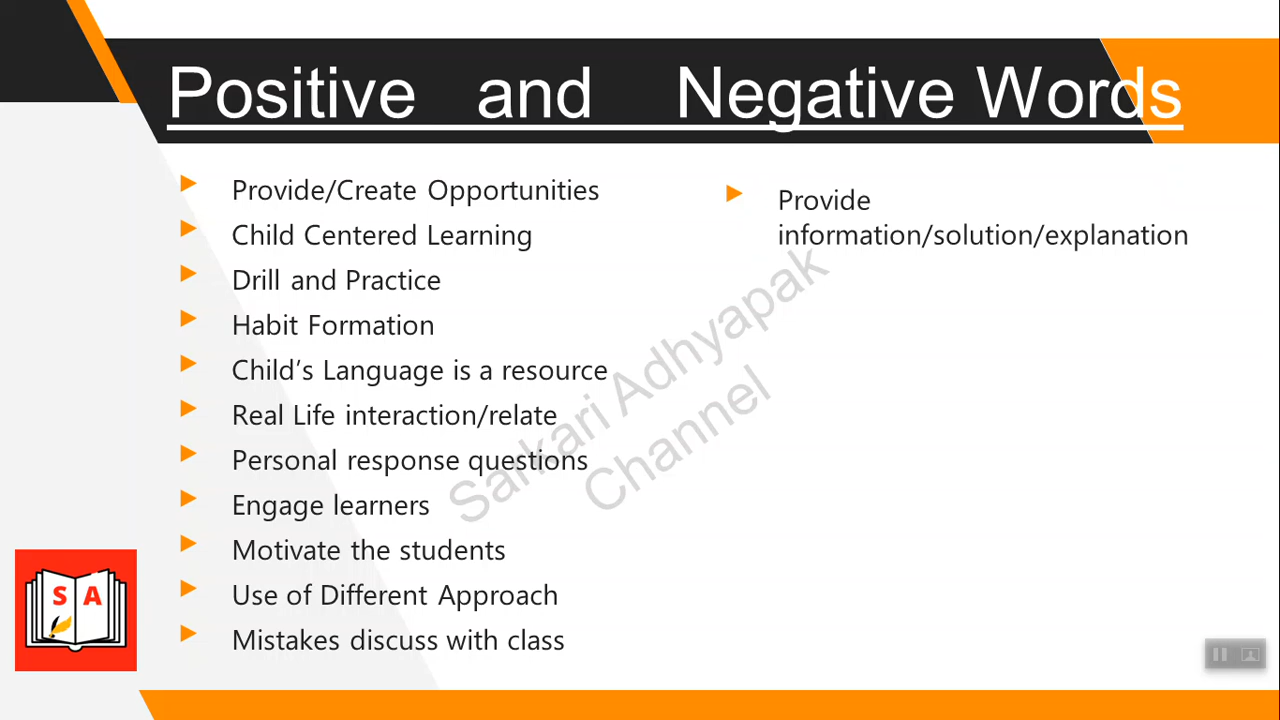 Positive and Negative Words
Provide/Create Opportunities
Child Centered Learning
Drill and Practice
Habit Formation
Child's Language is a resource
Real Life interaction/relate
Personal response questions
Engage learners
Motivate the students
Use of Different Approach
Mistakes discuss with class
Provide
information/solution/explanation
Sarkari Adhyapak
Channel
S A